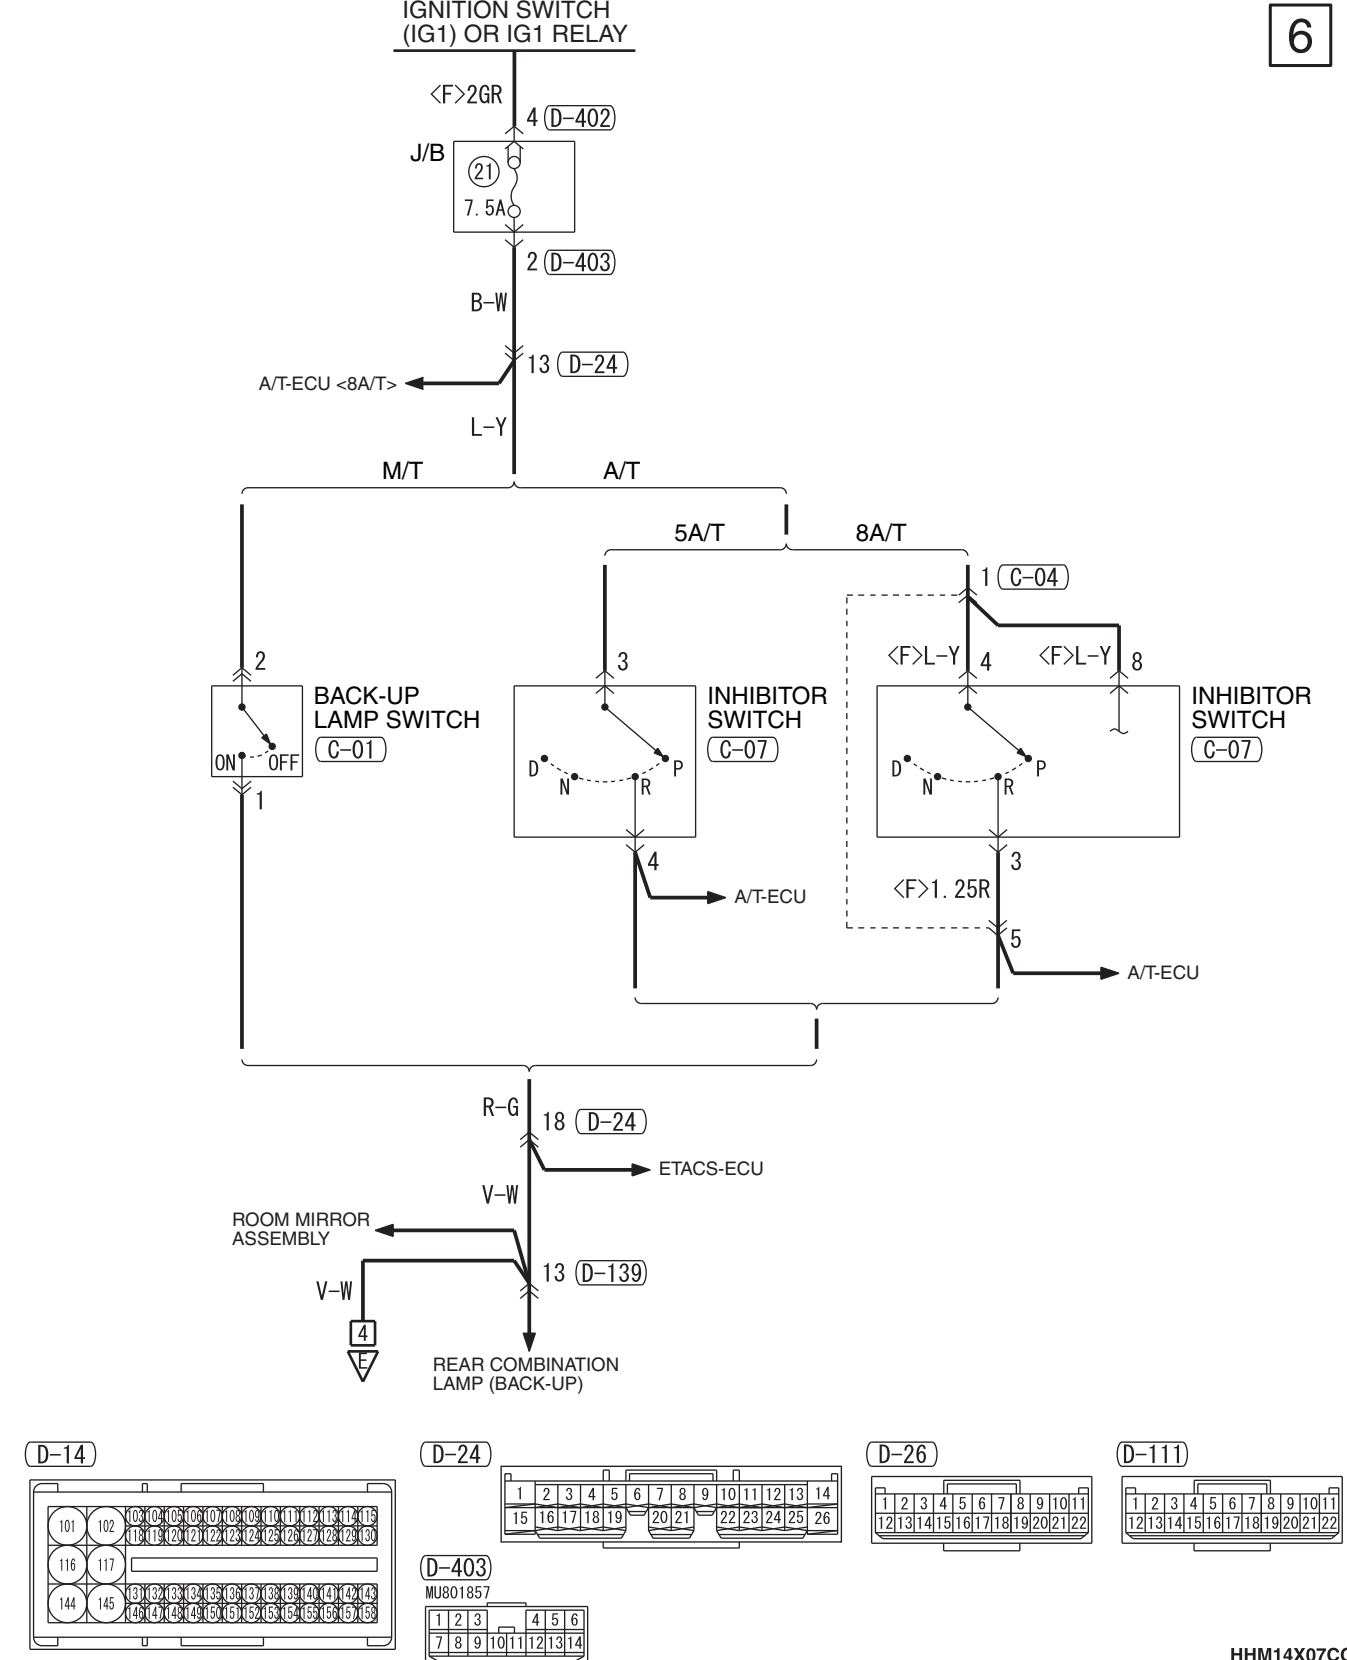 IGNITION SWITCH
(IG1) OR IG1 RELAY
6
<F>2GR
4 D-402
J/B
21
7.5A
2 D-403
B-W
13 D-24
A/T-ECU <8A/T>
L-Y
M/T A/T
5A/T 8A/T
1 C-04
<F>L-Y 4 <F>L-Y 8
2
3
BACK-UP
LAMP SWITCH
C-01
ON OFF
1
INHIBITOR
SWITCH
C-07
D N R P
4
A/T-ECU
INHIBITOR
SWITCH
C-07
D N R P
3
<F>1.25R
5
A/T-ECU
R-G
18 D-24
ETACS-ECU
V-W
ROOM MIRROR
ASSEMBLY
13 D-139
V-W
4
E
REAR COMBINATION
LAMP (BACK-UP)
D-14
101 102 103 104 105 106 107 108 109 110 111 112 113 114 115
118 119 120 121 122 123 124 125 126 127 128 129 130
116 117
144 145 131 132 133 134 135 136 137 138 139 140 141 142 143
146 147 148 149 150 151 152 153 154 155 156 157 158
D-24
1 2 3 4 5 6 7 8 9 10 11 12 13 14
15 16 17 18 19 20 21 22 23 24 25 26
D-403
MU801857
1 2 3 4 5 6
7 8 9 10 11 12 13 14
D-26
1 2 3 4 5 6 7 8 9 10 11
12 13 14 15 16 17 18 19 20 21 22
D-111
1 2 3 4 5 6 7 8 9 10 11
12 13 14 15 16 17 18 19 20 21 22